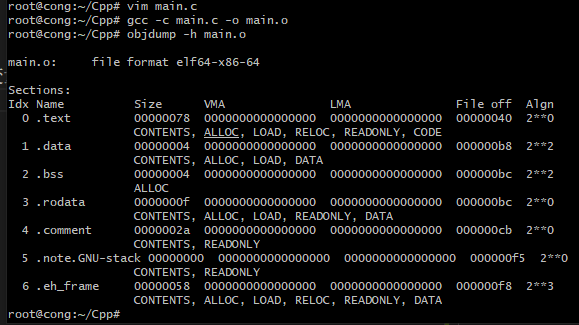 root@cong:~/Cpp# vim main.c
root@cong:~/Cpp# gcc -c main.c -o main.o
root@cong:~/Cpp# objdump -h main.o
main.o:     file format elf64-x86-64
Sections:
Idx Name          Size      VMA               LMA               File off  Algn
  0 .text         00000078  0000000000000000  0000000000000000  00000040  2**0
                  CONTENTS, ALLOC, LOAD, RELOC, READONLY, CODE
  1 .data         00000004  0000000000000000  0000000000000000  000000b8  2**2
                  CONTENTS, ALLOC, LOAD, DATA
  2 .bss          00000004  0000000000000000  0000000000000000  000000bc  2**2
                  ALLOC
  3 .rodata       0000000f  0000000000000000  0000000000000000  000000bc  2**0
                  CONTENTS, ALLOC, LOAD, READONLY, DATA
  4 .comment      0000002a  0000000000000000  0000000000000000  000000cb  2**0
                  CONTENTS, READONLY
  5 .note.GNU-stack 00000000  0000000000000000  0000000000000000  000000f5  2**0
                  CONTENTS, READONLY
  6 .eh_frame     00000058  0000000000000000  0000000000000000  000000f8  2**3
                  CONTENTS, ALLOC, LOAD, RELOC, READONLY, DATA
root@cong:~/Cpp#